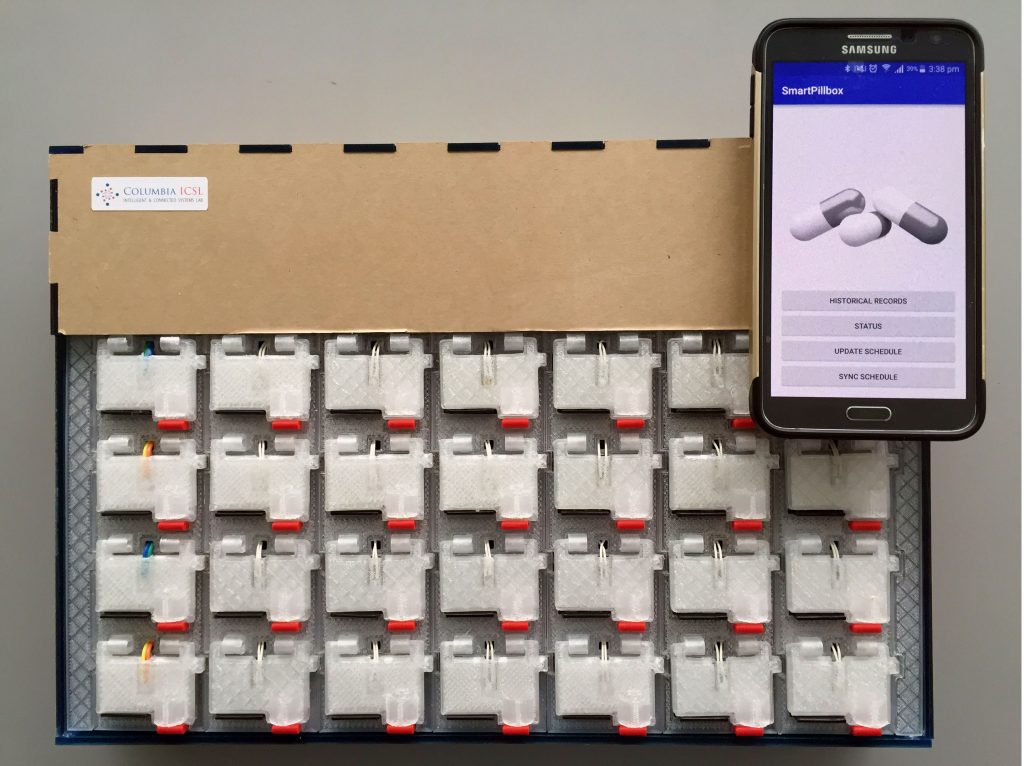 SAMSUNG
39% 3:38 pm
SmartPillbox
COLUMBIA ICSL
INTELLIGENT & CONNECTED SYSTEMS LAB
HISTORICAL RECORDS
STATUS
UPDATE SCHEDULE
SYNC SCHEDULE